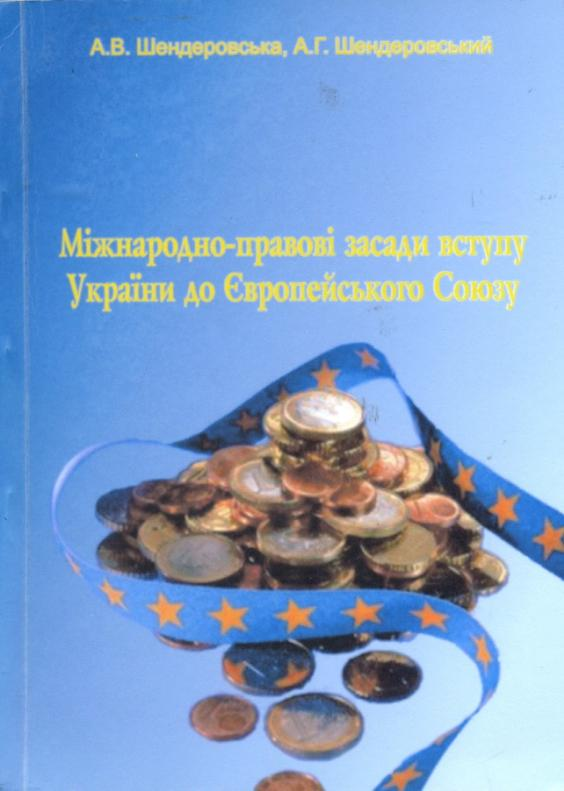 А.В. Шендеровська, А.Г. Шендеровський
Міжнародно-правові засади вступу
України до Європейського Союзу